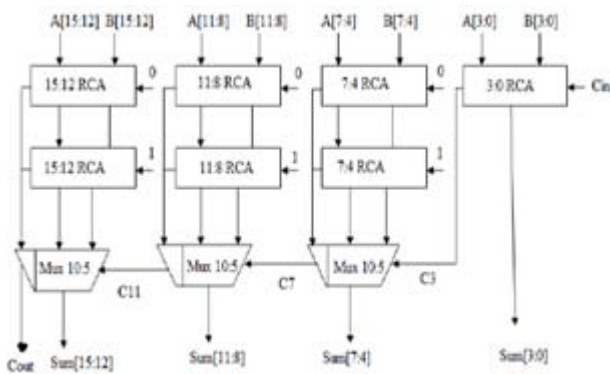 A[15:12] B[15:12] A[11:8] B[11:8] A[7:4] B[7:4] A[3:0] B[3:0]
0 0 0
15:12 RCA 11:8 RCA 7:4 RCA 3:0 RCA Cin
1 1 1
15:12 RCA 11:8 RCA 7:4 RCA
Mux 10:5 Mux 10:5 Mux 10:5
C11 C7 C3
Cout Sum[15:12] Sum[11:8] Sum[7:4] Sum[3:0]